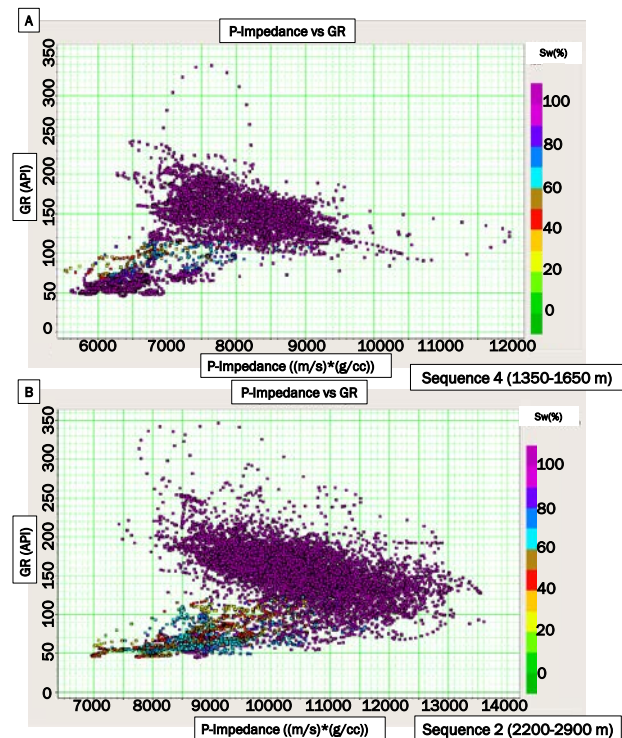 A
P-Impedance vs GR
Sw(%)
350
300
250
200
150
100
50
0
GR (API)
100
80
60
40
20
0
6000 7000 8000 9000 10000 11000 12000
P-Impedance ((m/s)*(g/cc))
Sequence 4 (1350-1650 m)
B
P-Impedance vs GR
Sw(%)
350
300
250
200
150
100
50
0
GR (API)
100
80
60
40
20
0
7000 8000 9000 10000 11000 12000 13000 14000
P-Impedance ((m/s)*(g/cc))
Sequence 2 (2200-2900 m)